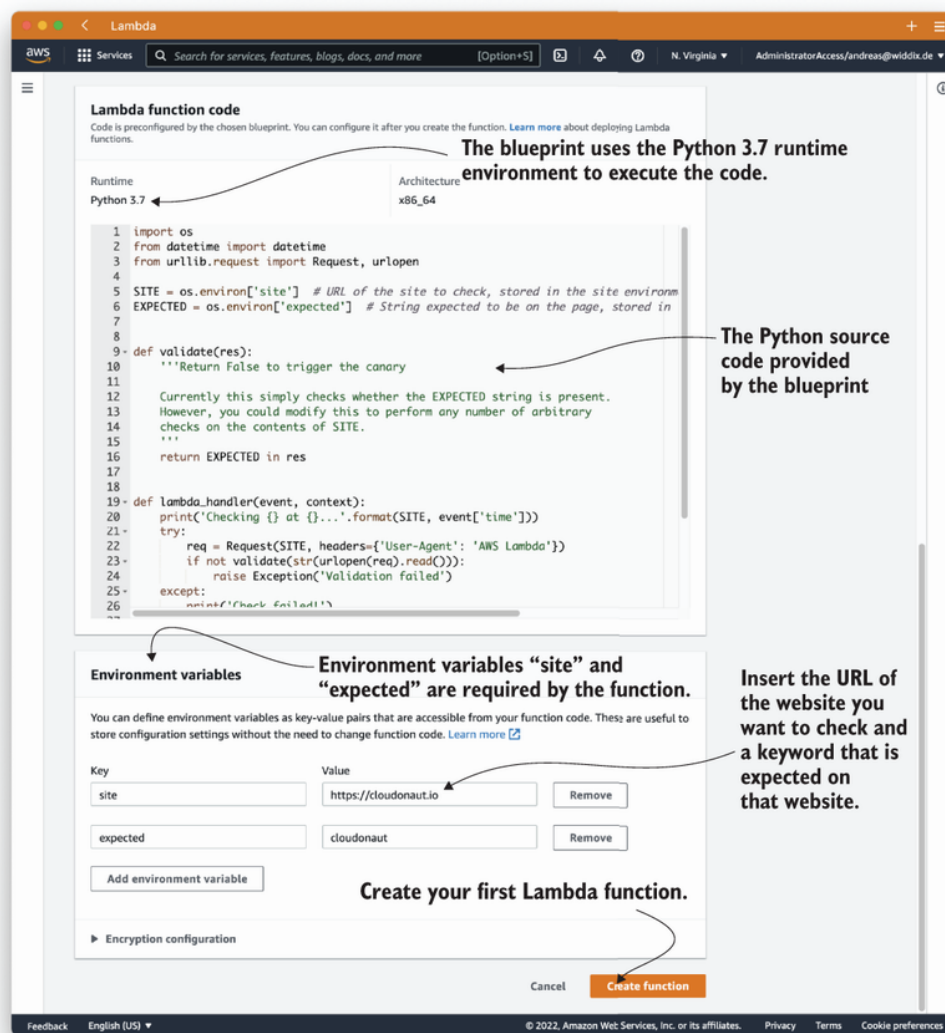 Lambda
aws Services Search for services, features, blogs, docs, and more [Option+S] N. Virginia ▼ AdministratorAccess/andreas@widdix.de ▼
Lambda function code
Code is preconfigured by the chosen blueprint. You can configure it after you create the function. Learn more about deploying Lambda
functions.
The blueprint uses the Python 3.7 runtime
environment to execute the code.
Runtime
Python 3.7
Architecture
x86_64
1 import os
2 from datetime import datetime
3 from urllib.request import Request, urlopen
4
5 SITE = os.environ['site']  # URL of the site to check, stored in the site environm
6 EXPECTED = os.environ['expected']  # String expected to be on the page, stored in
7
8
9 def validate(res):
10     '''Return False to trigger the canary
11
12     Currently this simply checks whether the EXPECTED string is present.
13     However, you could modify this to perform any number of arbitrary
14     checks on the contents of SITE.
15     '''
16     return EXPECTED in res
17
18
19 def lambda_handler(event, context):
20     print('Checking {} at {}...'.format(SITE, event['time']))
21     try:
22         req = Request(SITE, headers={'User-Agent': 'AWS Lambda'})
23         if not validate(str(urlopen(req).read())):
24             raise Exception('Validation failed')
25     except:
26         print('Check failed!')
The Python source
code provided
by the blueprint
Environment variables
Environment variables “site” and
“expected” are required by the function.
You can define environment variables as key-value pairs that are accessible from your function code. These are useful to
store configuration settings without the need to change function code. Learn more
Insert the URL of
the website you
want to check and
a keyword that is
expected on
that website.
Key Value
site https://cloudonaut.io Remove
expected cloudonaut Remove
Add environment variable
Create your first Lambda function.
Encryption configuration
Cancel Create function
Feedback English (US) ▼ © 2022, Amazon Web Services, Inc. or its affiliates. Privacy Terms Cookie preferences